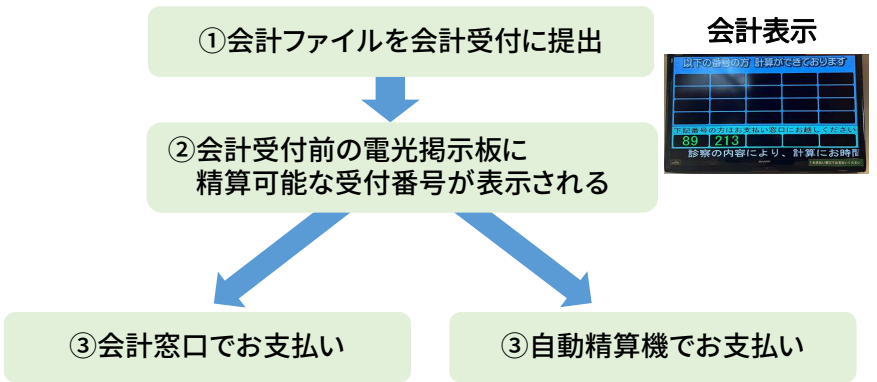 ①会計ファイルを会計受付に提出
会計表示
以下の番号の方 計算ができております
下記番号の方はお支払い窓口にお越しください
89 213
診察の内容により、計算にお時間
②会計受付前の電光掲示板に
精算可能な受付番号が表示される
③会計窓口でお支払い
③自動精算機でお支払い